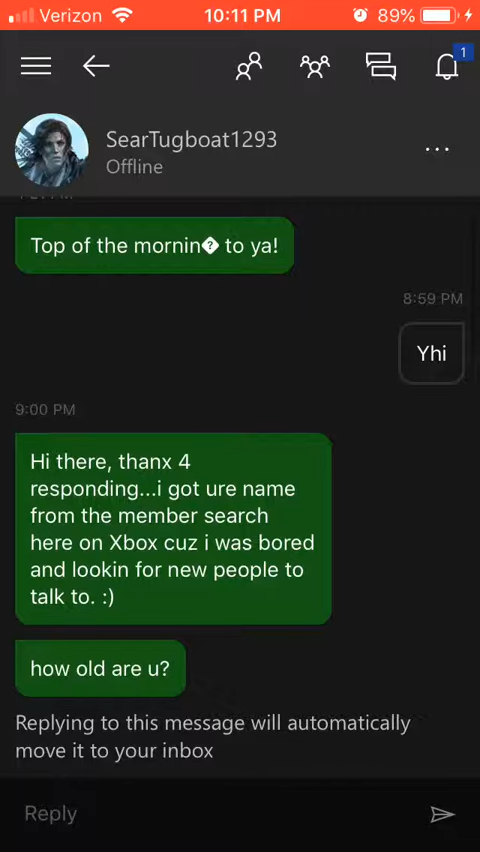 Verizon 10:11 PM 89%
1
SearTugboat1293
Offline
Top of the mornin� to ya!
8:59 PM
Yhi
9:00 PM
Hi there, thanx 4
responding...i got ure name
from the member search
here on Xbox cuz i was bored
and lookin for new people to
talk to. :)
how old are u?
Replying to this message will automatically
move it to your inbox
Reply